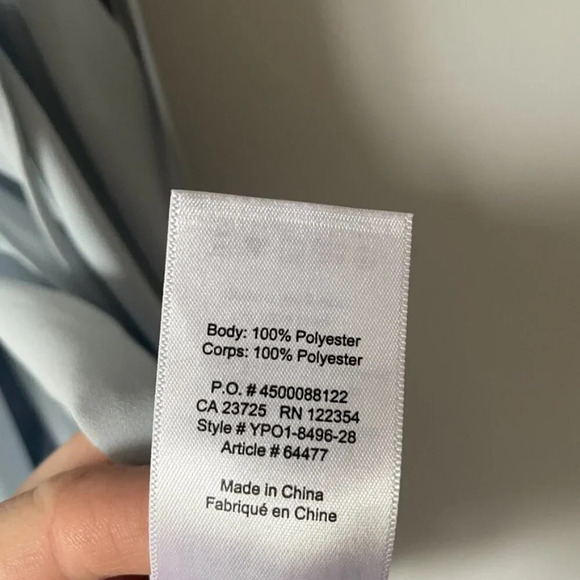 Body: 100% Polyester
Corps: 100% Polyester
P.O. # 4500088122
CA 23725 RN 122354
Style # YPO1-8496-28
Article # 64477
Made in China
Fabriqué en Chine